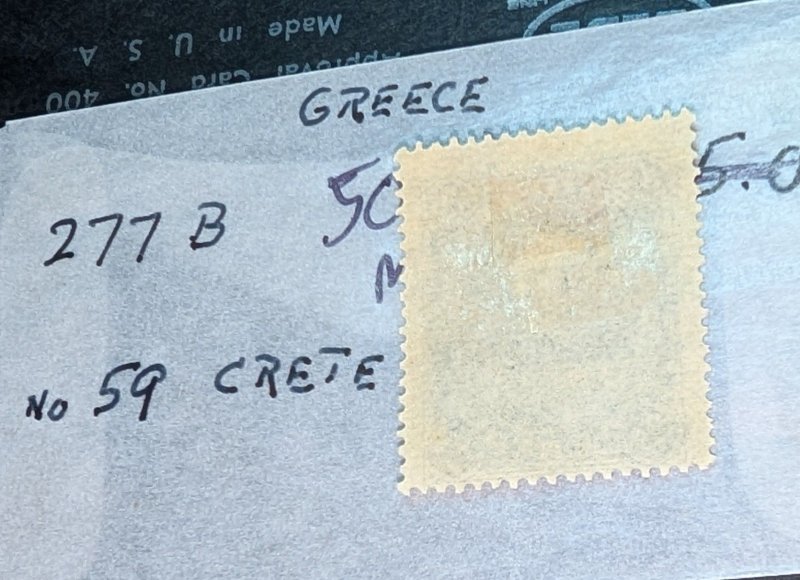 Made in U. S. A.
Approval Card No. 400
GREECE
277 B
50
5.0
No 59 CRETE